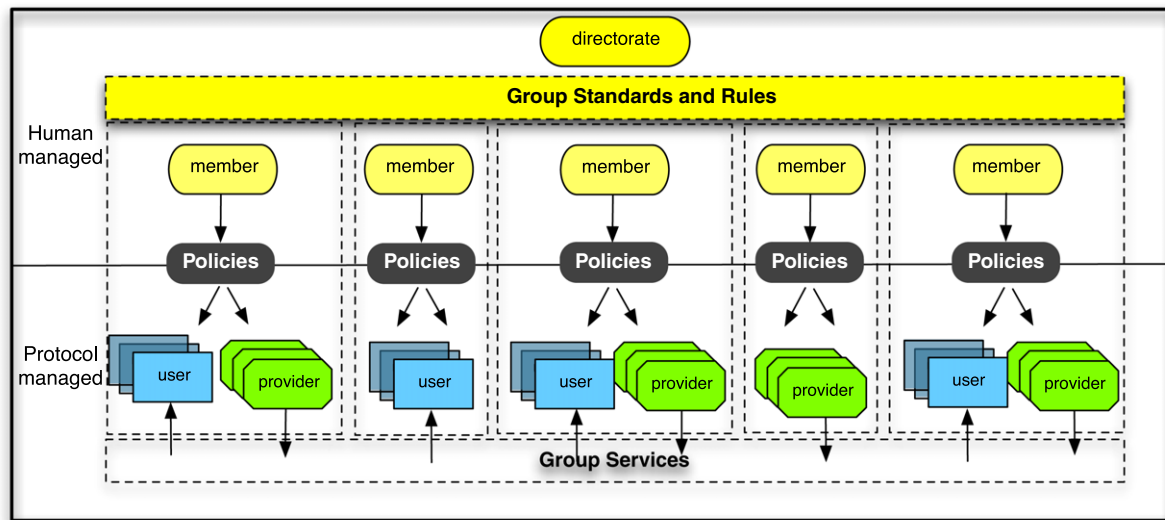 directorate
Group Standards and Rules
Human
managed
member
member
member
member
member
Policies
Policies
Policies
Policies
Policies
Protocol
managed
user
provider
user
user
provider
provider
user
provider
Group Services